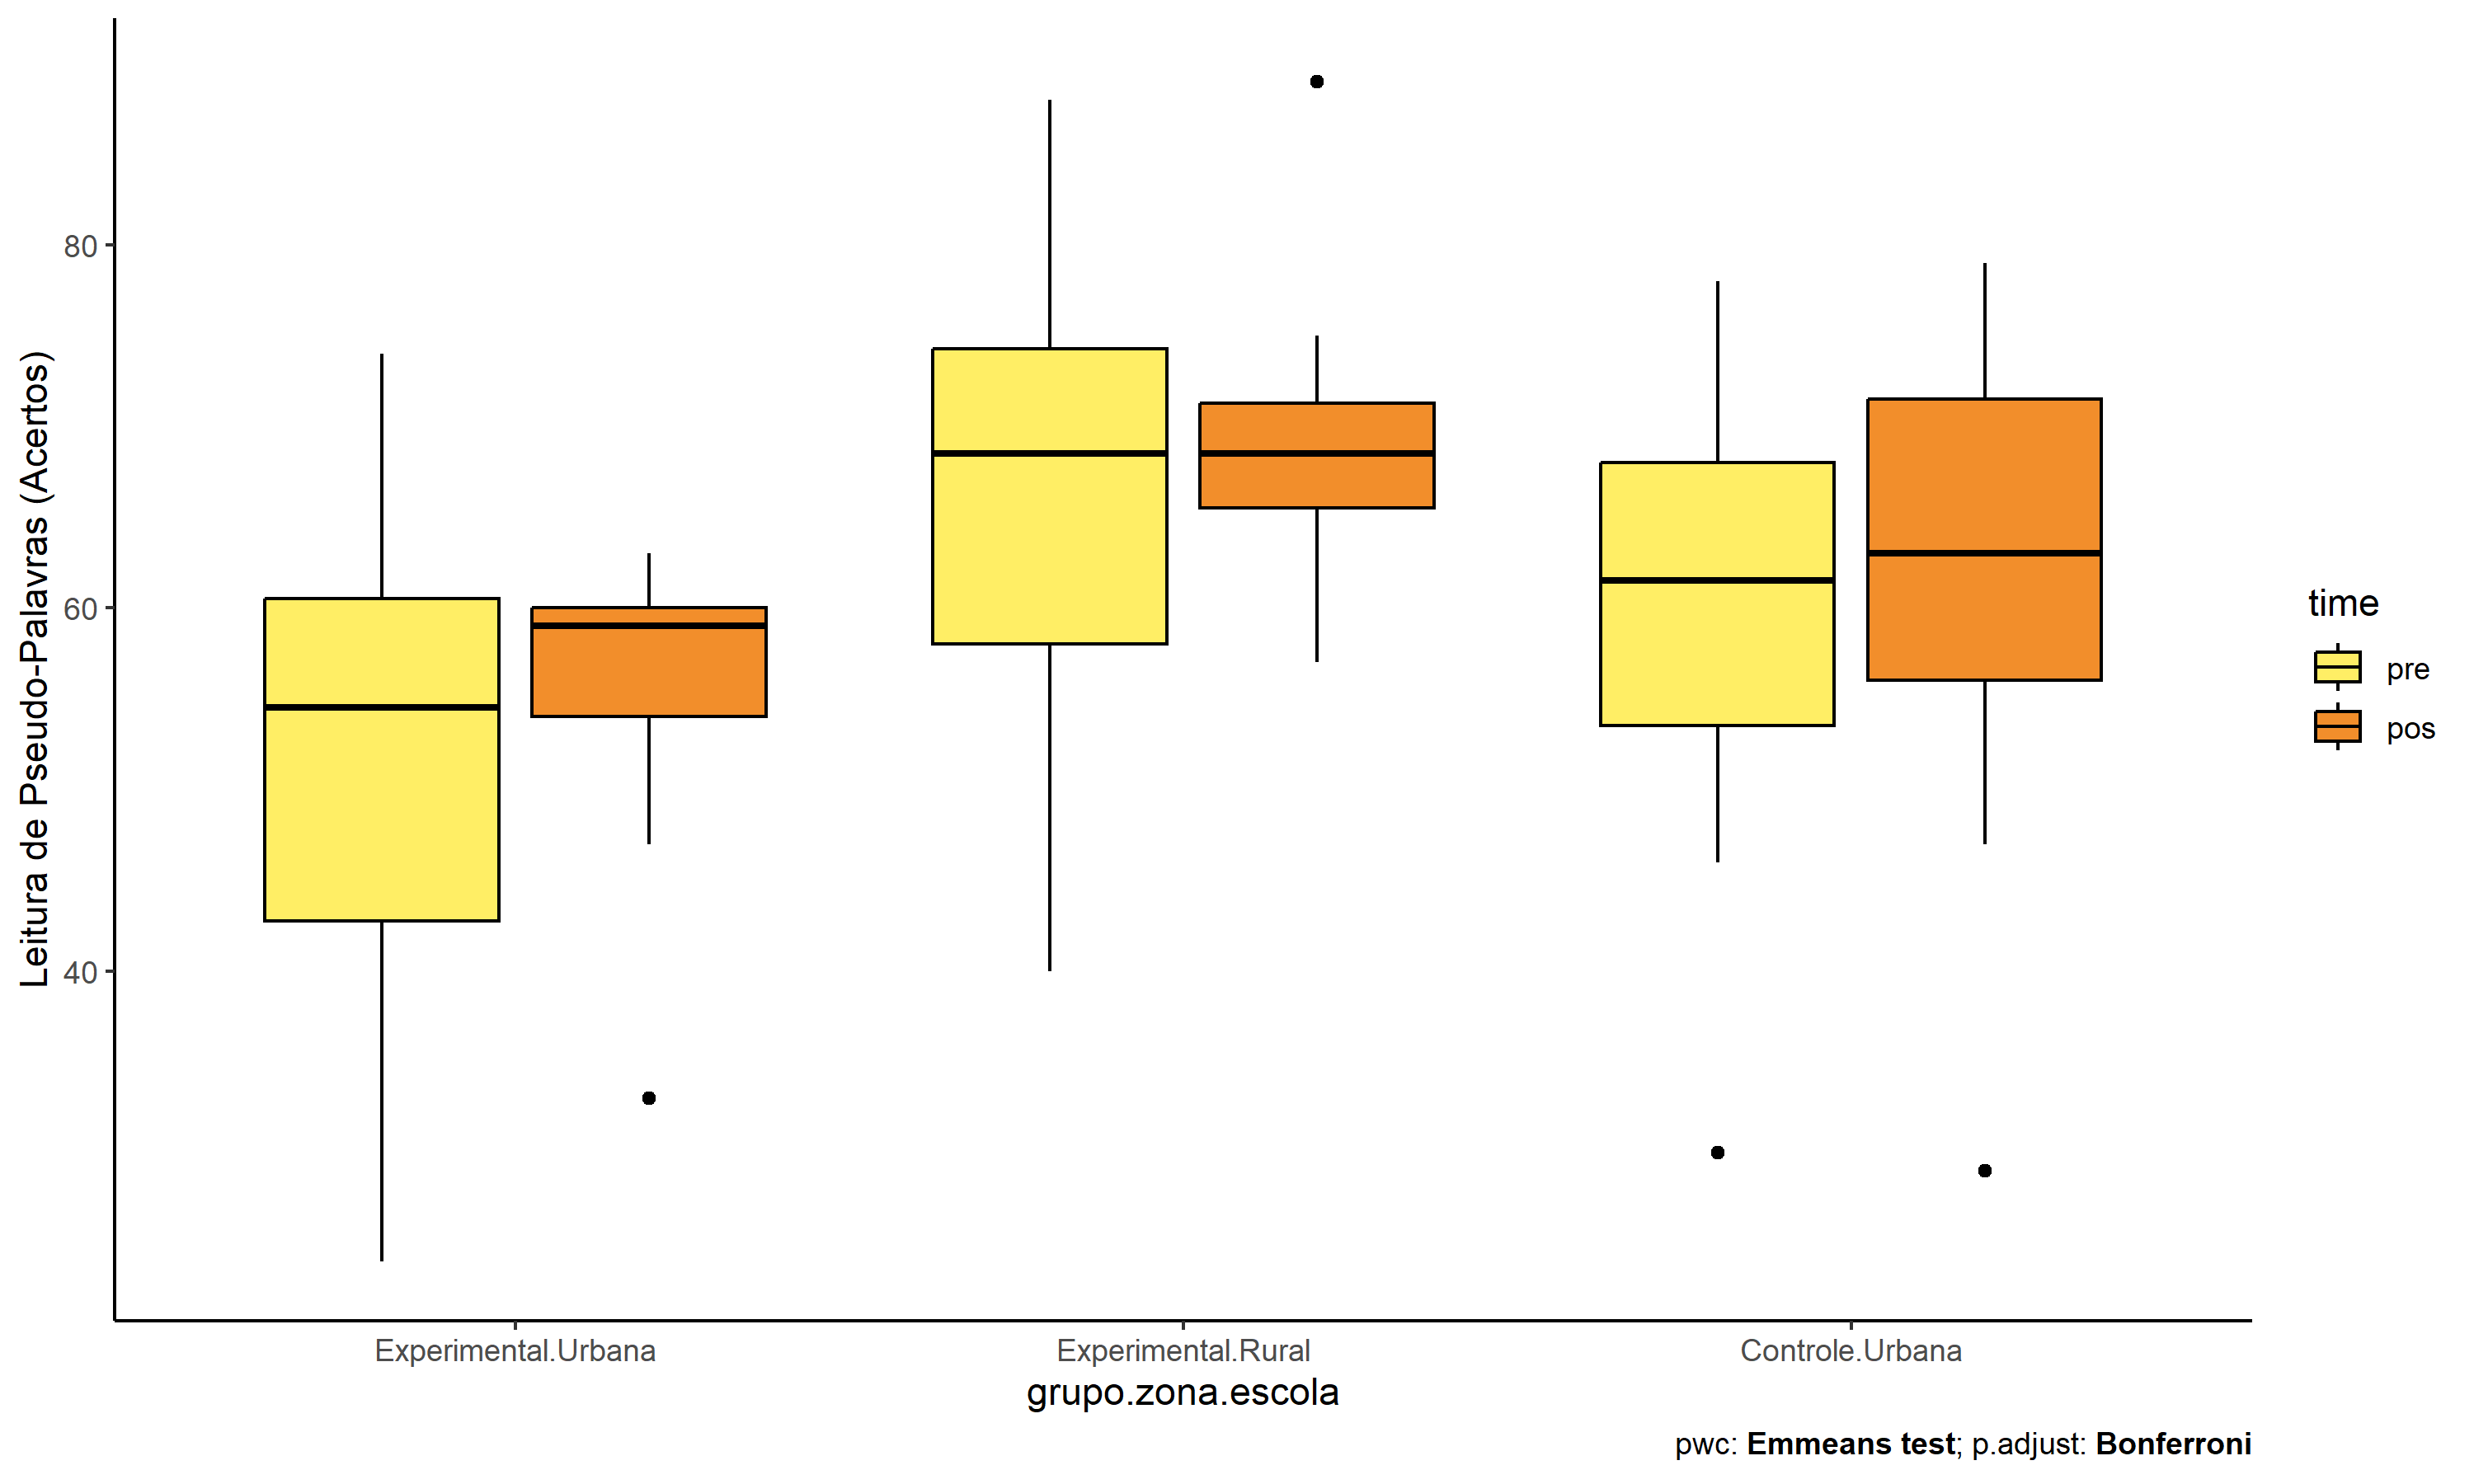 Leitura de Pseudo-Palavras (Acertos)
80
60
40
Experimental.Urbana
Experimental.Rural
Controle.Urbana
grupo.zona.escola
time
pre
pos
pwc: Emmeans test; p.adjust: Bonferroni